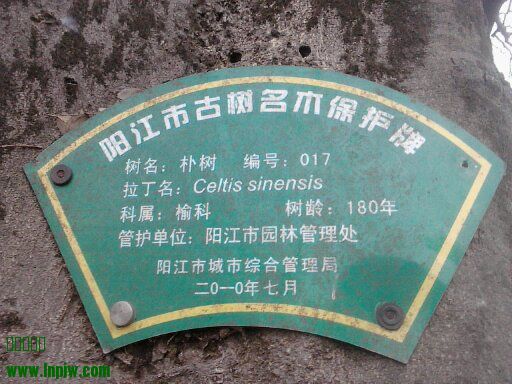 阳江市古树名木保护牌
树名：朴树 编号：017
拉丁名：Celtis sinensis
科属：榆科 树龄：180年
管护单位：阳江市园林管理处
阳江市城市综合管理局
二0一0年七月
www.lnpiw.com